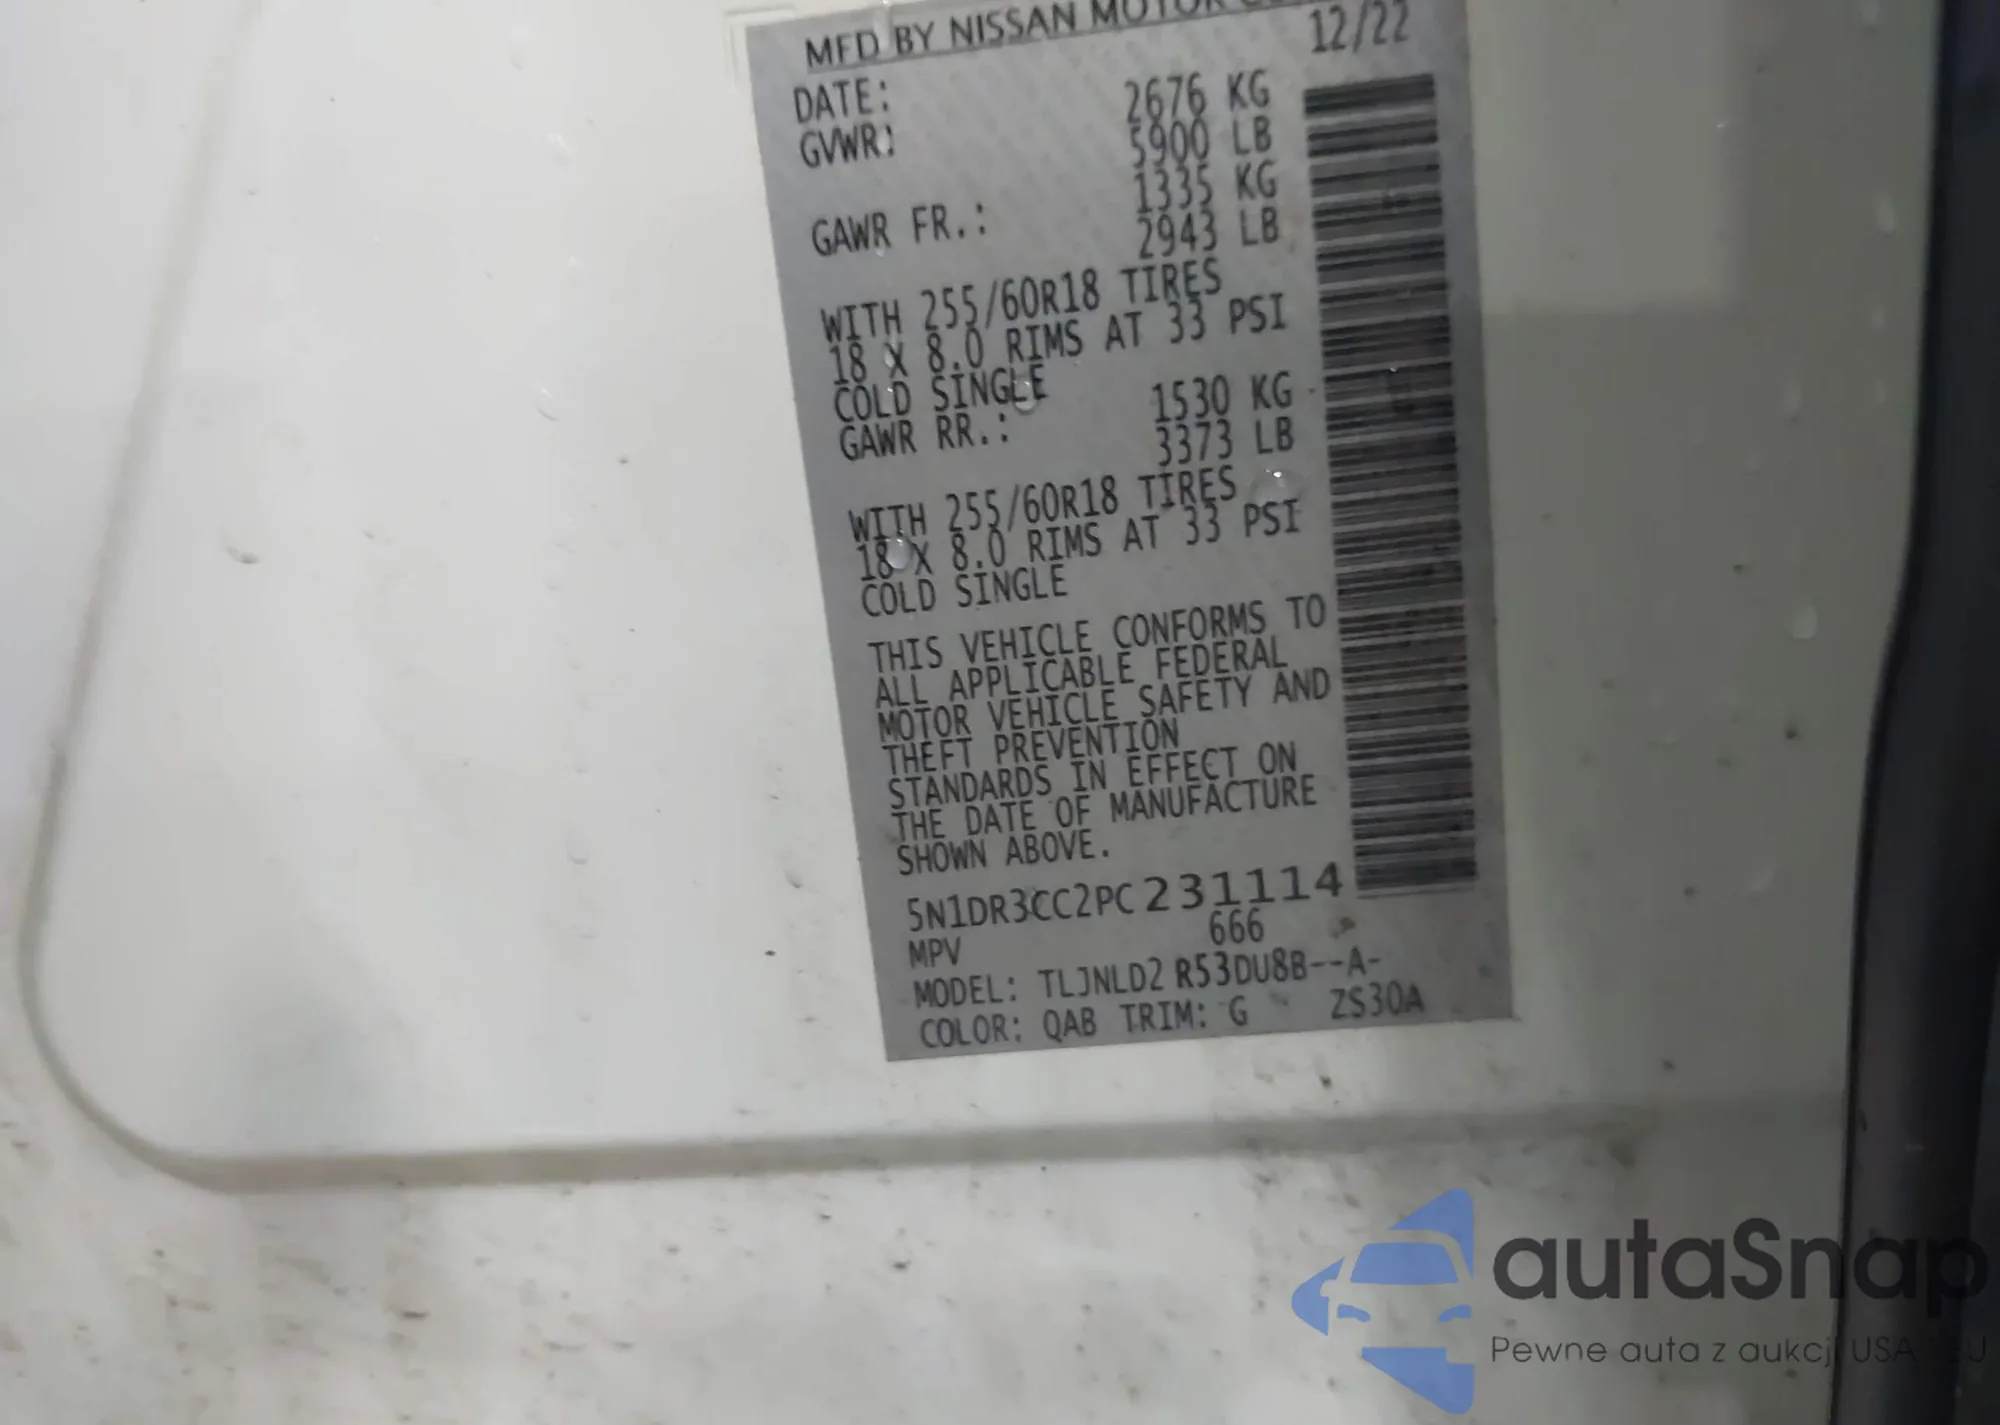 MFD BY NISSAN MOTOR
DATE: 12/22
GVWR: 2676 KG
5900 LB
GAWR FR.: 1335 KG
2943 LB
WITH 255/60R18 TIRES
18 X 8.0 RIMS AT 33 PSI
COLD SINGLE
GAWR RR.: 1530 KG
3373 LB
WITH 255/60R18 TIRES
18 X 8.0 RIMS AT 33 PSI
COLD SINGLE
THIS VEHICLE CONFORMS TO
ALL APPLICABLE FEDERAL
MOTOR VEHICLE SAFETY AND
THEFT PREVENTION
STANDARDS IN EFFECT ON
THE DATE OF MANUFACTURE
SHOWN ABOVE.
5N1DR3CC2PC231114
MPV 666
MODEL: TLJNLD2 R53DU8B--A-
COLOR: QAB TRIM: G ZS30A
autaSnap
Pewne auta z aukcji USA